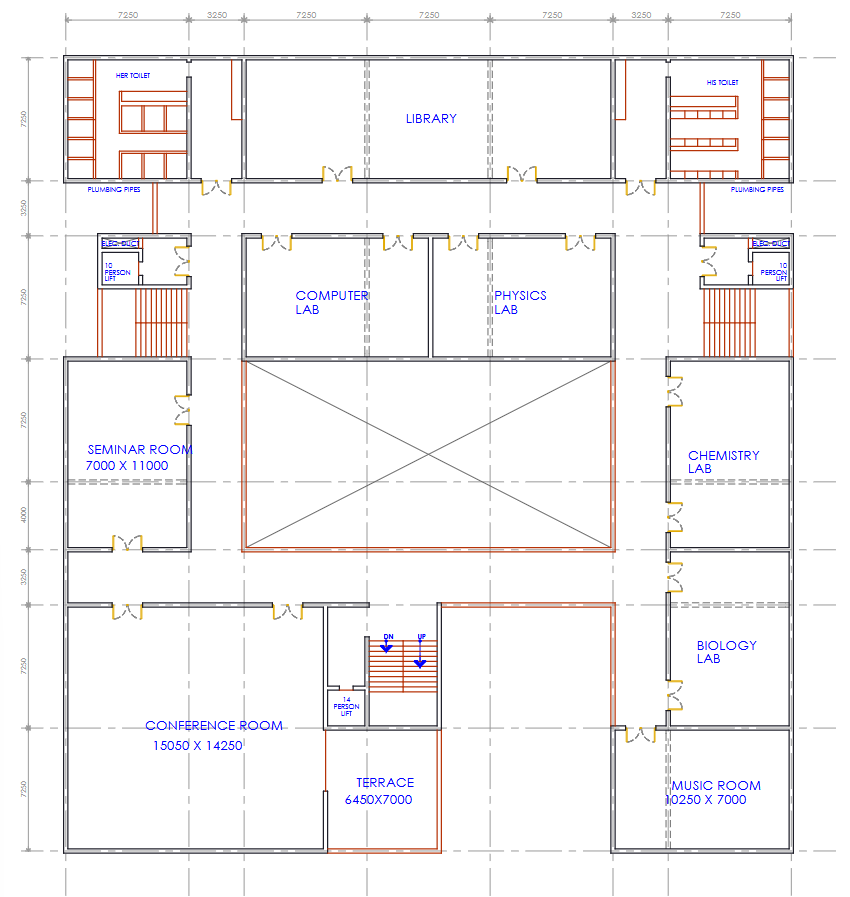 7250 3250 7250 7250 7250 3250 7250
HER TOILET
HIS TOILET
7250
LIBRARY
PLUMBING PIPES
PLUMBING PIPES
3250
ELEC. DUCT
ELEC. DUCT
10
PERSON
LIFT
10
PERSON
LIFT
7250
COMPUTER
LAB
PHYSICS
LAB
7250
SEMINAR ROOM
7000 X 11000
CHEMISTRY
LAB
4000
3250
DN
UP
7250
BIOLOGY
LAB
14
PERSON
LIFT
CONFERENCE ROOM
15050 X 14250
7250
TERRACE
6450X7000
MUSIC ROOM
10250 X 7000